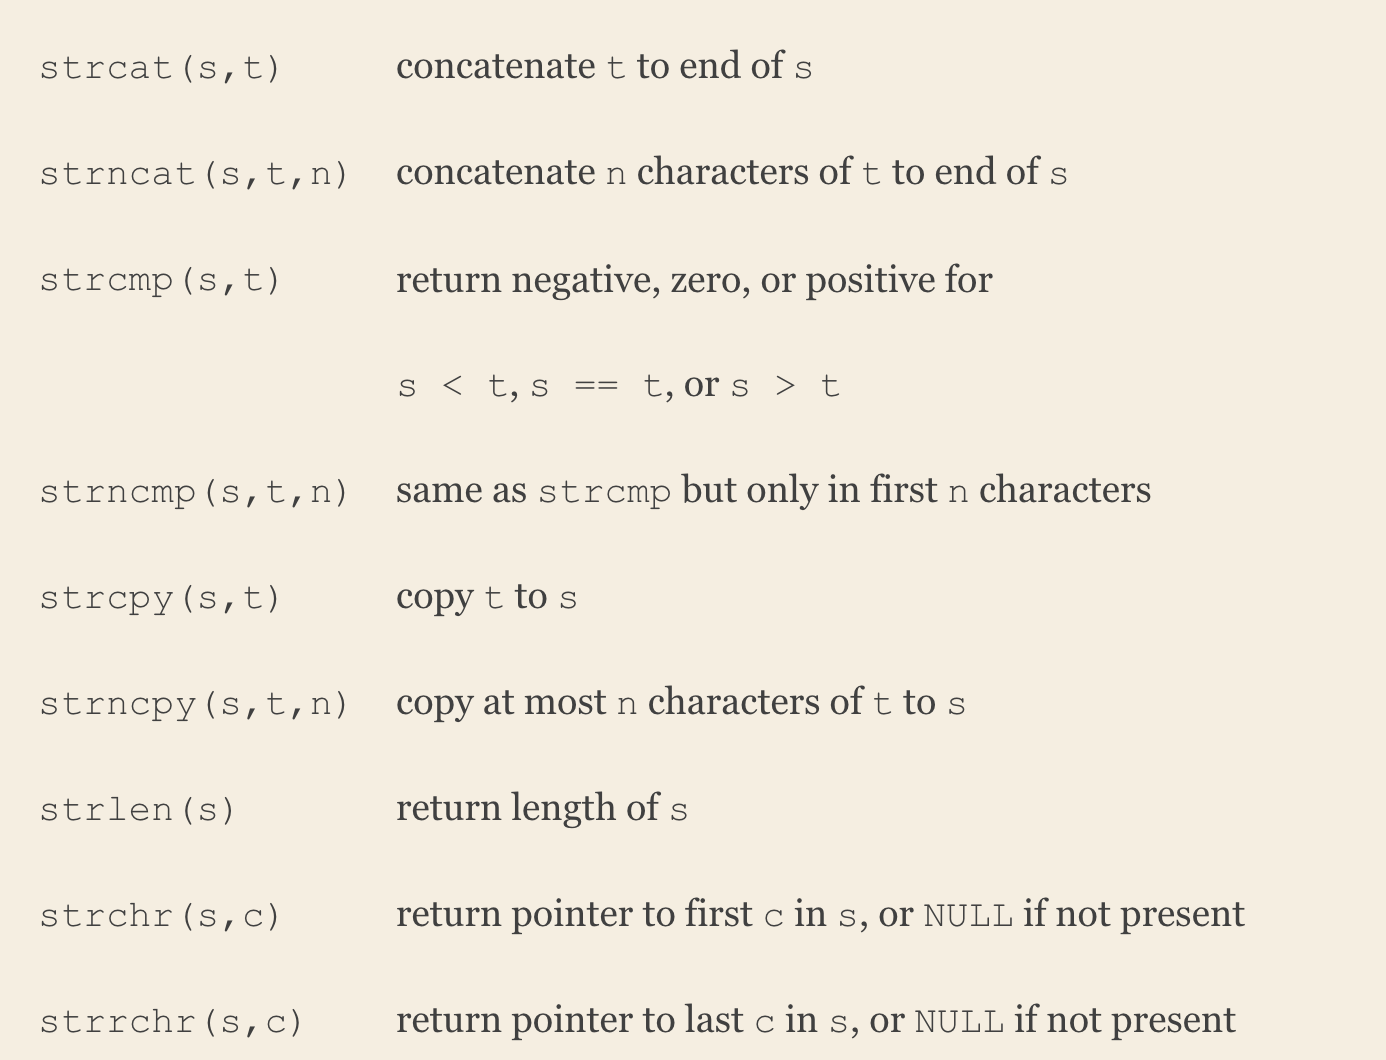 strcat(s,t) concatenate t to end of s
strncat(s,t,n) concatenate n characters of t to end of s
strcmp(s,t) return negative, zero, or positive for
s < t, s == t, or s > t
strncmp(s,t,n) same as strcmp but only in first n characters
strcpy(s,t) copy t to s
strncpy(s,t,n) copy at most n characters of t to s
strlen(s) return length of s
strchr(s,c) return pointer to first c in s, or NULL if not present
strrchr(s,c) return pointer to last c in s, or NULL if not present